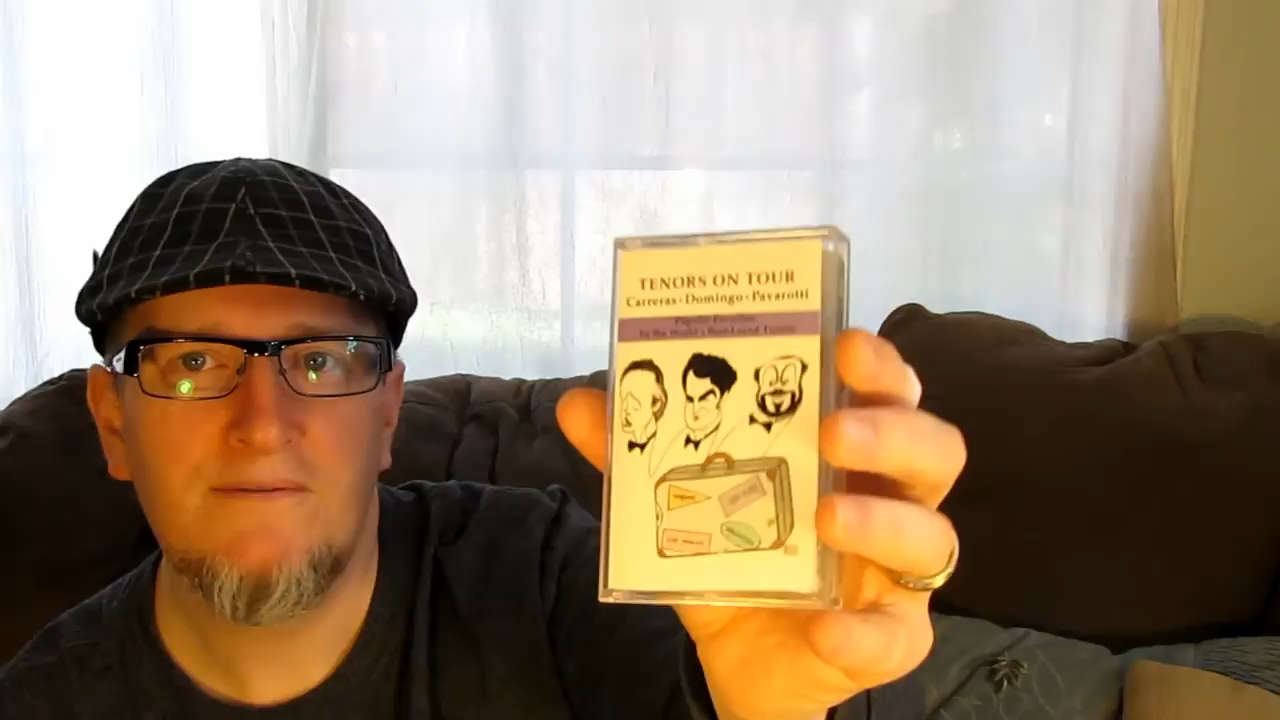 TENORS ON TOUR
Carreras • Domingo • Pavarotti
Popular Favorites
by the World's Best-Loved Tenors